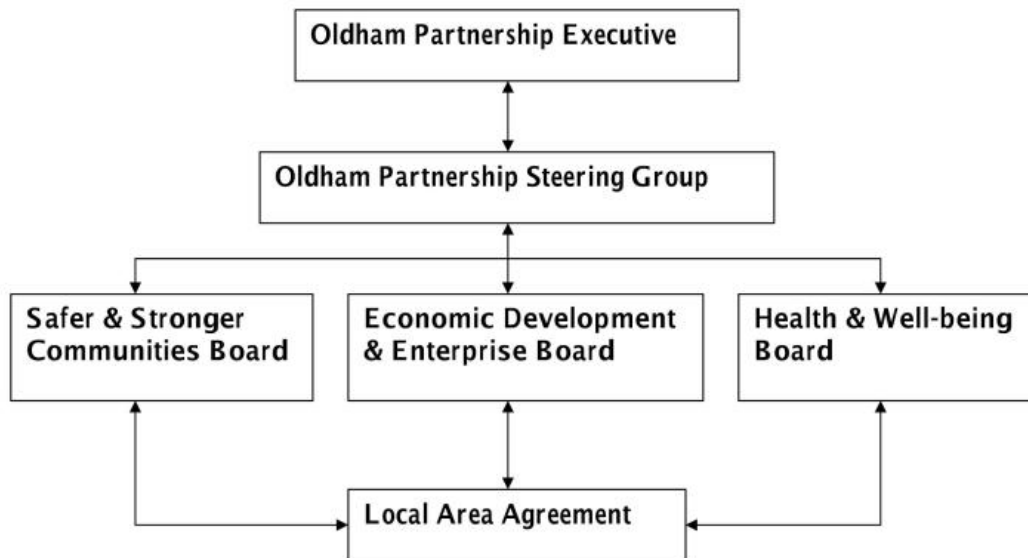 Oldham Partnership Executive
Oldham Partnership Steering Group
Safer & Stronger
Communities Board
Economic Development
& Enterprise Board
Health & Well-being
Board
Local Area Agreement